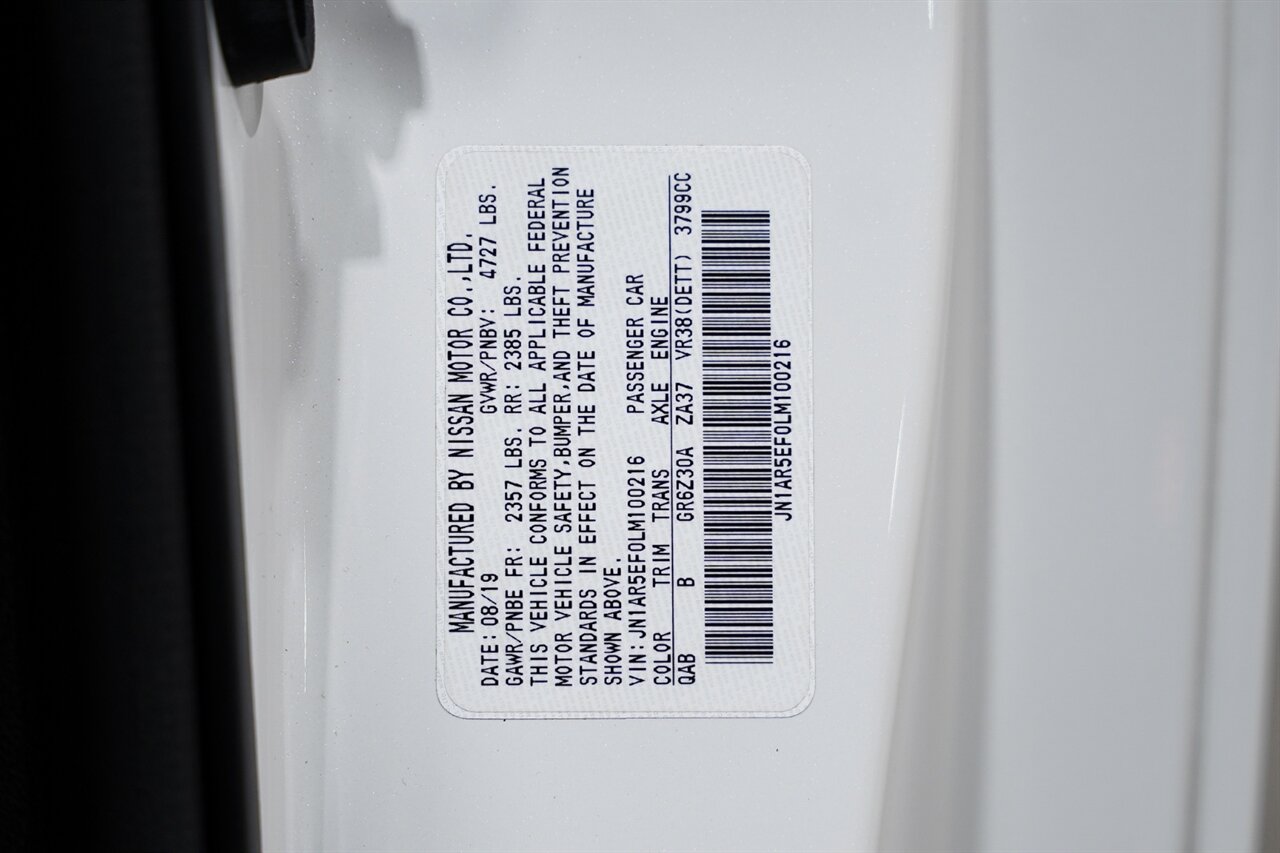 MANUFACTURED BY NISSAN MOTOR CO.,LTD.
DATE:08/19 GVWR/PNBV: 4727 LBS.
GAWR/PNBE FR: 2357 LBS. RR: 2385 LBS.
THIS VEHICLE CONFORMS TO ALL APPLICABLE FEDERAL
MOTOR VEHICLE SAFETY,BUMPER,AND THEFT PREVENTION
STANDARDS IN EFFECT ON THE DATE OF MANUFACTURE
SHOWN ABOVE.
VIN:JN1AR5EF0LM100216 PASSENGER CAR
COLOR TRIM TRANS AXLE ENGINE
QAB B GR6Z30A ZA37 VR38(DETT) 3799CC
JN1AR5EF0LM100216